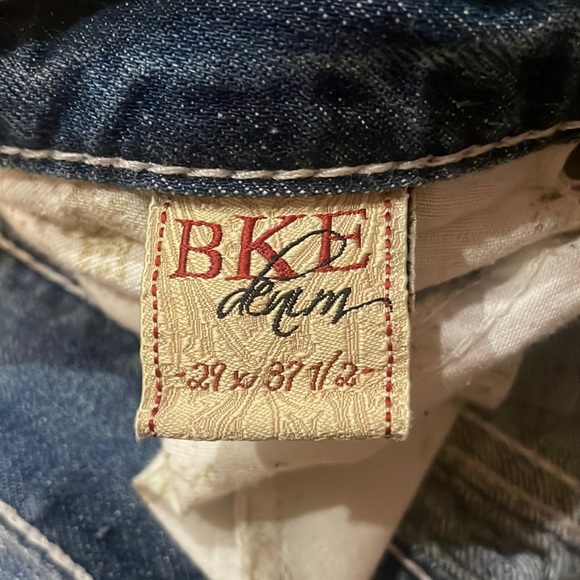 BKE
denim
-29 x 37 1/2-